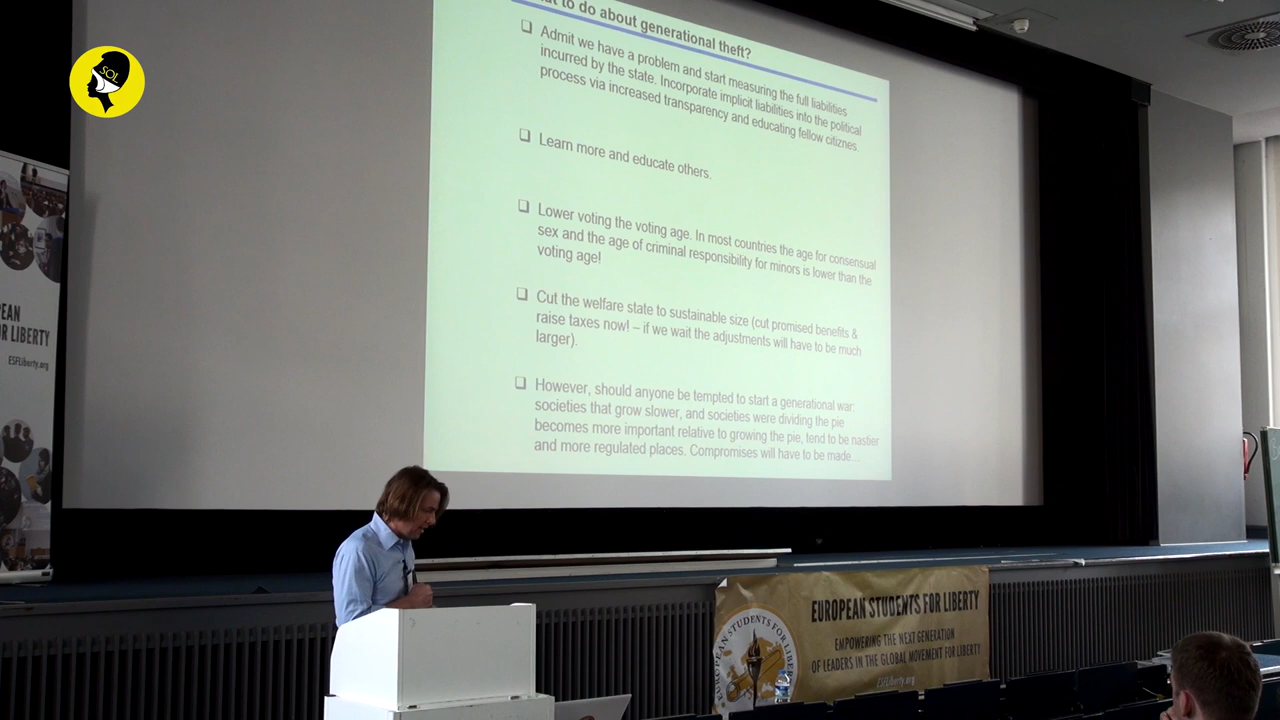 SOL
to do about generational theft?
❑ Admit we have a problem and start measuring the full liabilities
incurred by the state. Incorporate implicit liabilities into the political
process via increased transparency and educating fellow citiznes.
❑ Learn more and educate others.
❑ Lower voting the voting age. In most countries the age for consensual
sex and the age of criminal responsibility for minors is lower than the
voting age!
❑ Cut the welfare state to sustainable size (cut promised benefits &
raise taxes now! – if we wait the adjustments will have to be much
larger).
❑ However, should anyone be tempted to start a generational war:
societies that grow slower, and societies were dividing the pie
becomes more important relative to growing the pie, tend to be nastier
and more regulated places. Compromises will have to be made...
PEAN
R LIBERTY
ESFLiberty.org
EUROPEAN STUDENTS FOR LIBERTY
EMPOWERING THE NEXT GENERATION
OF LEADERS IN THE GLOBAL MOVEMENT FOR LIBERTY
ESFLiberty.org
EUROPEAN STUDENTS FOR LIBER